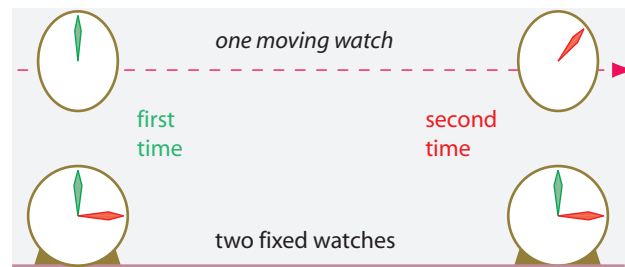 one moving watch
first
time
second
time
two fixed watches